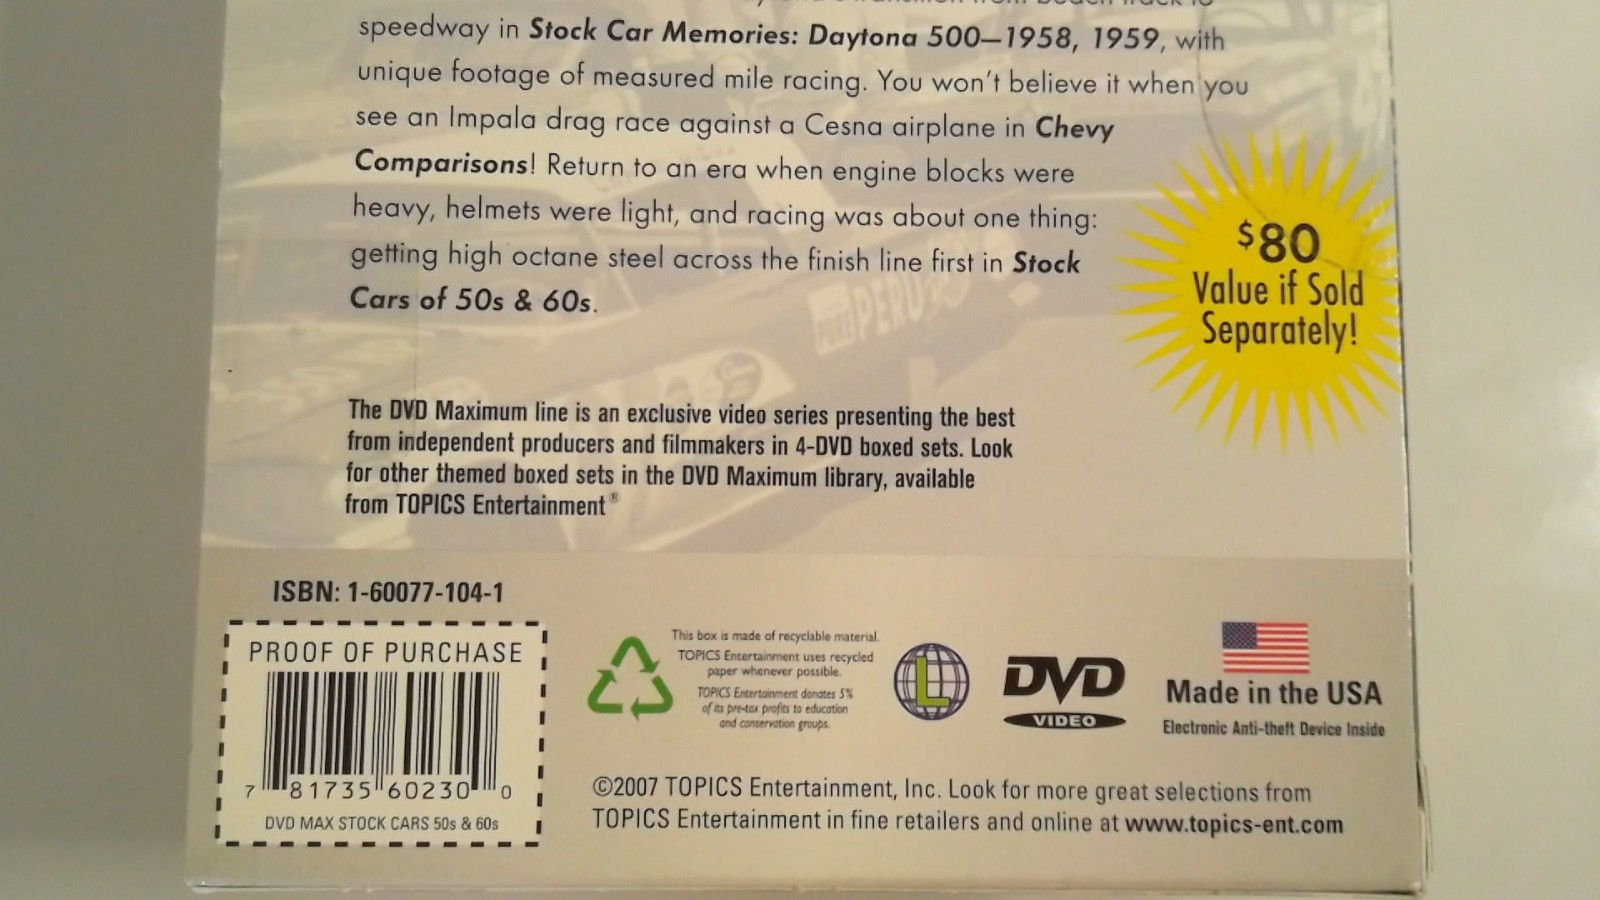 speedway in Stock Car Memories: Daytona 500—1958, 1959, with
unique footage of measured mile racing. You won't believe it when you
see an Impala drag race against a Cesna airplane in Chevy
Comparisons! Return to an era when engine blocks were
heavy, helmets were light, and racing was about one thing:
getting high octane steel across the finish line first in Stock
Cars of 50s & 60s.
$80
Value if Sold
Separately!
PURE PERU
The DVD Maximum line is an exclusive video series presenting the best
from independent producers and filmmakers in 4-DVD boxed sets. Look
for other themed boxed sets in the DVD Maximum library, available
from TOPICS Entertainment®
ISBN: 1-60077-104-1
PROOF OF PURCHASE
7 81735 60230 0
DVD MAX STOCK CARS 50s & 60s
This box is made of recyclable material.
TOPICS Entertainment uses recycled
paper whenever possible.
TOPICS Entertainment donates 5%
of its pre-tax profits to education
and conservation groups.
L
DVD
VIDEO
Made in the USA
Electronic Anti-theft Device Inside
©2007 TOPICS Entertainment, Inc. Look for more great selections from
TOPICS Entertainment in fine retailers and online at www.topics-ent.com